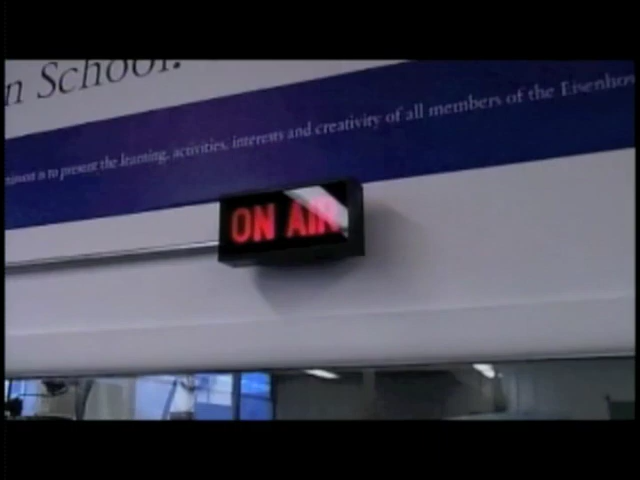 n School.
is to present the learning, activities, interests and creativity of all members of the Eisenhow
ON AIR